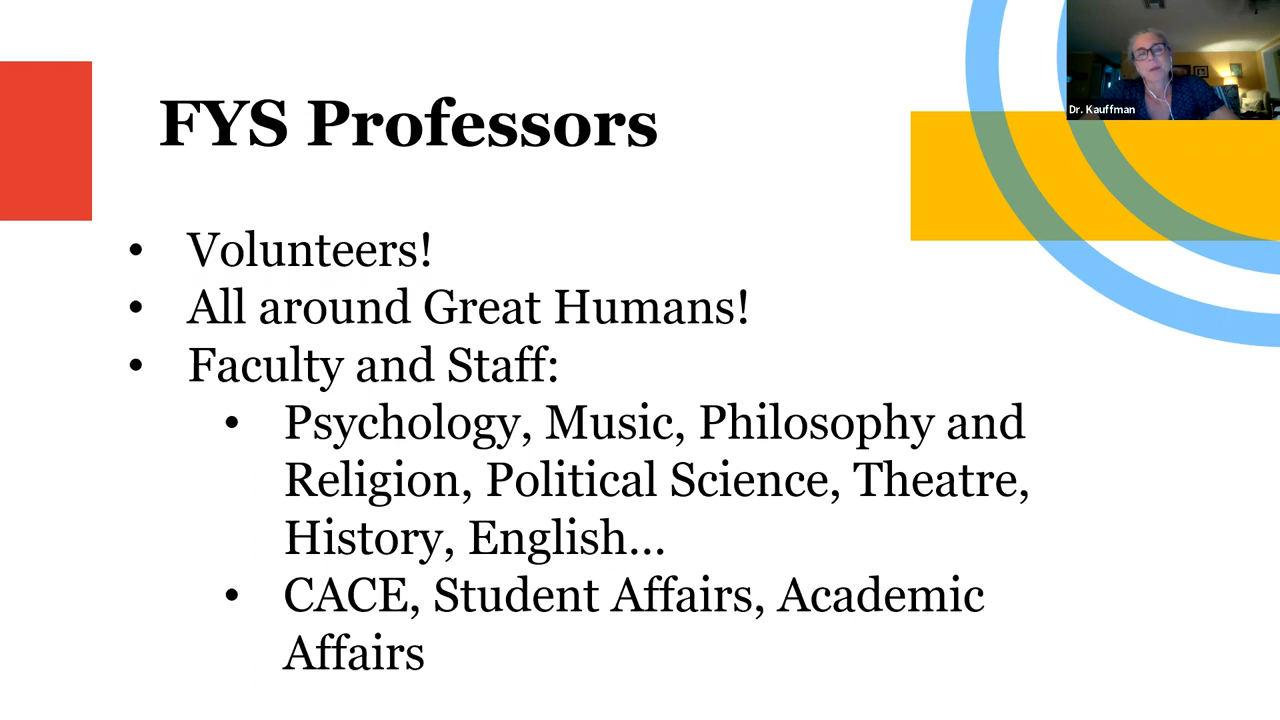 FYS Professors
Dr. Kauffman
• Volunteers!
• All around Great Humans!
• Faculty and Staff:
• Psychology, Music, Philosophy and
Religion, Political Science, Theatre,
History, English...
• CACE, Student Affairs, Academic
Affairs